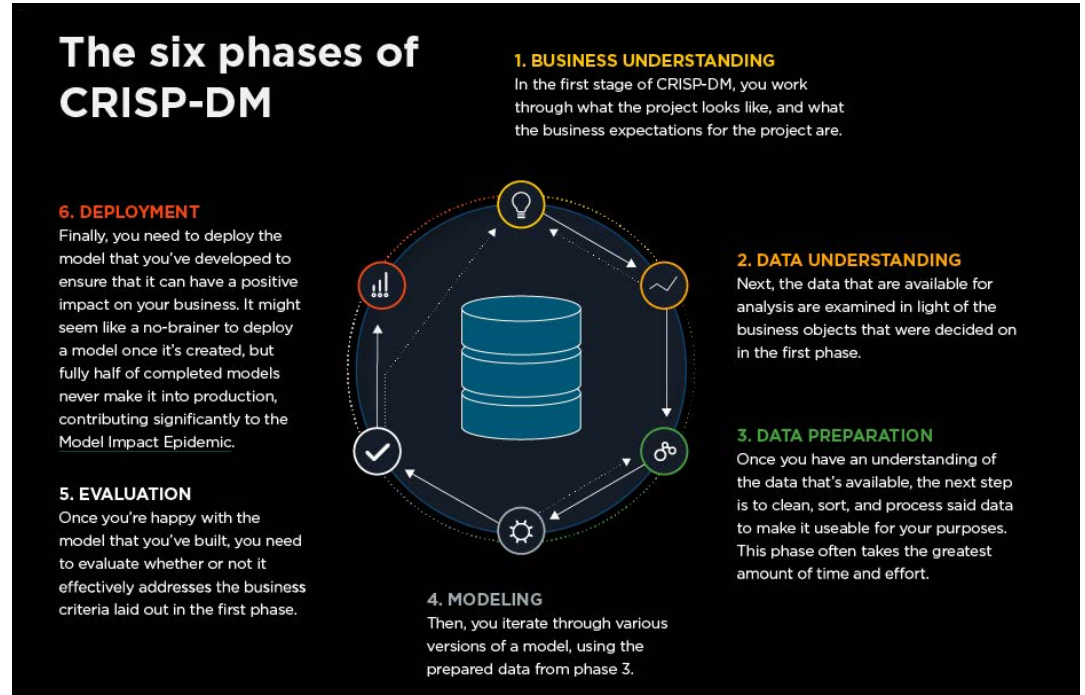 The six phases of
CRISP-DM
1. BUSINESS UNDERSTANDING
In the first stage of CRISP-DM, you work
through what the project looks like, and what
the business expectations for the project are.
2. DATA UNDERSTANDING
Next, the data that are available for
analysis are examined in light of the
business objects that were decided on
in the first phase.
3. DATA PREPARATION
Once you have an understanding of
the data that's available, the next step
is to clean, sort, and process said data
to make it useable for your purposes.
This phase often takes the greatest
amount of time and effort.
4. MODELING
Then, you iterate through various
versions of a model, using the
prepared data from phase 3.
5. EVALUATION
Once you're happy with the
model that you've built, you need
to evaluate whether or not it
effectively addresses the business
criteria laid out in the first phase.
6. DEPLOYMENT
Finally, you need to deploy the
model that you've developed to
ensure that it can have a positive
impact on your business. It might
seem like a no-brainer to deploy
a model once it's created, but
fully half of completed models
never make it into production,
contributing significantly to the
Model Impact Epidemic.